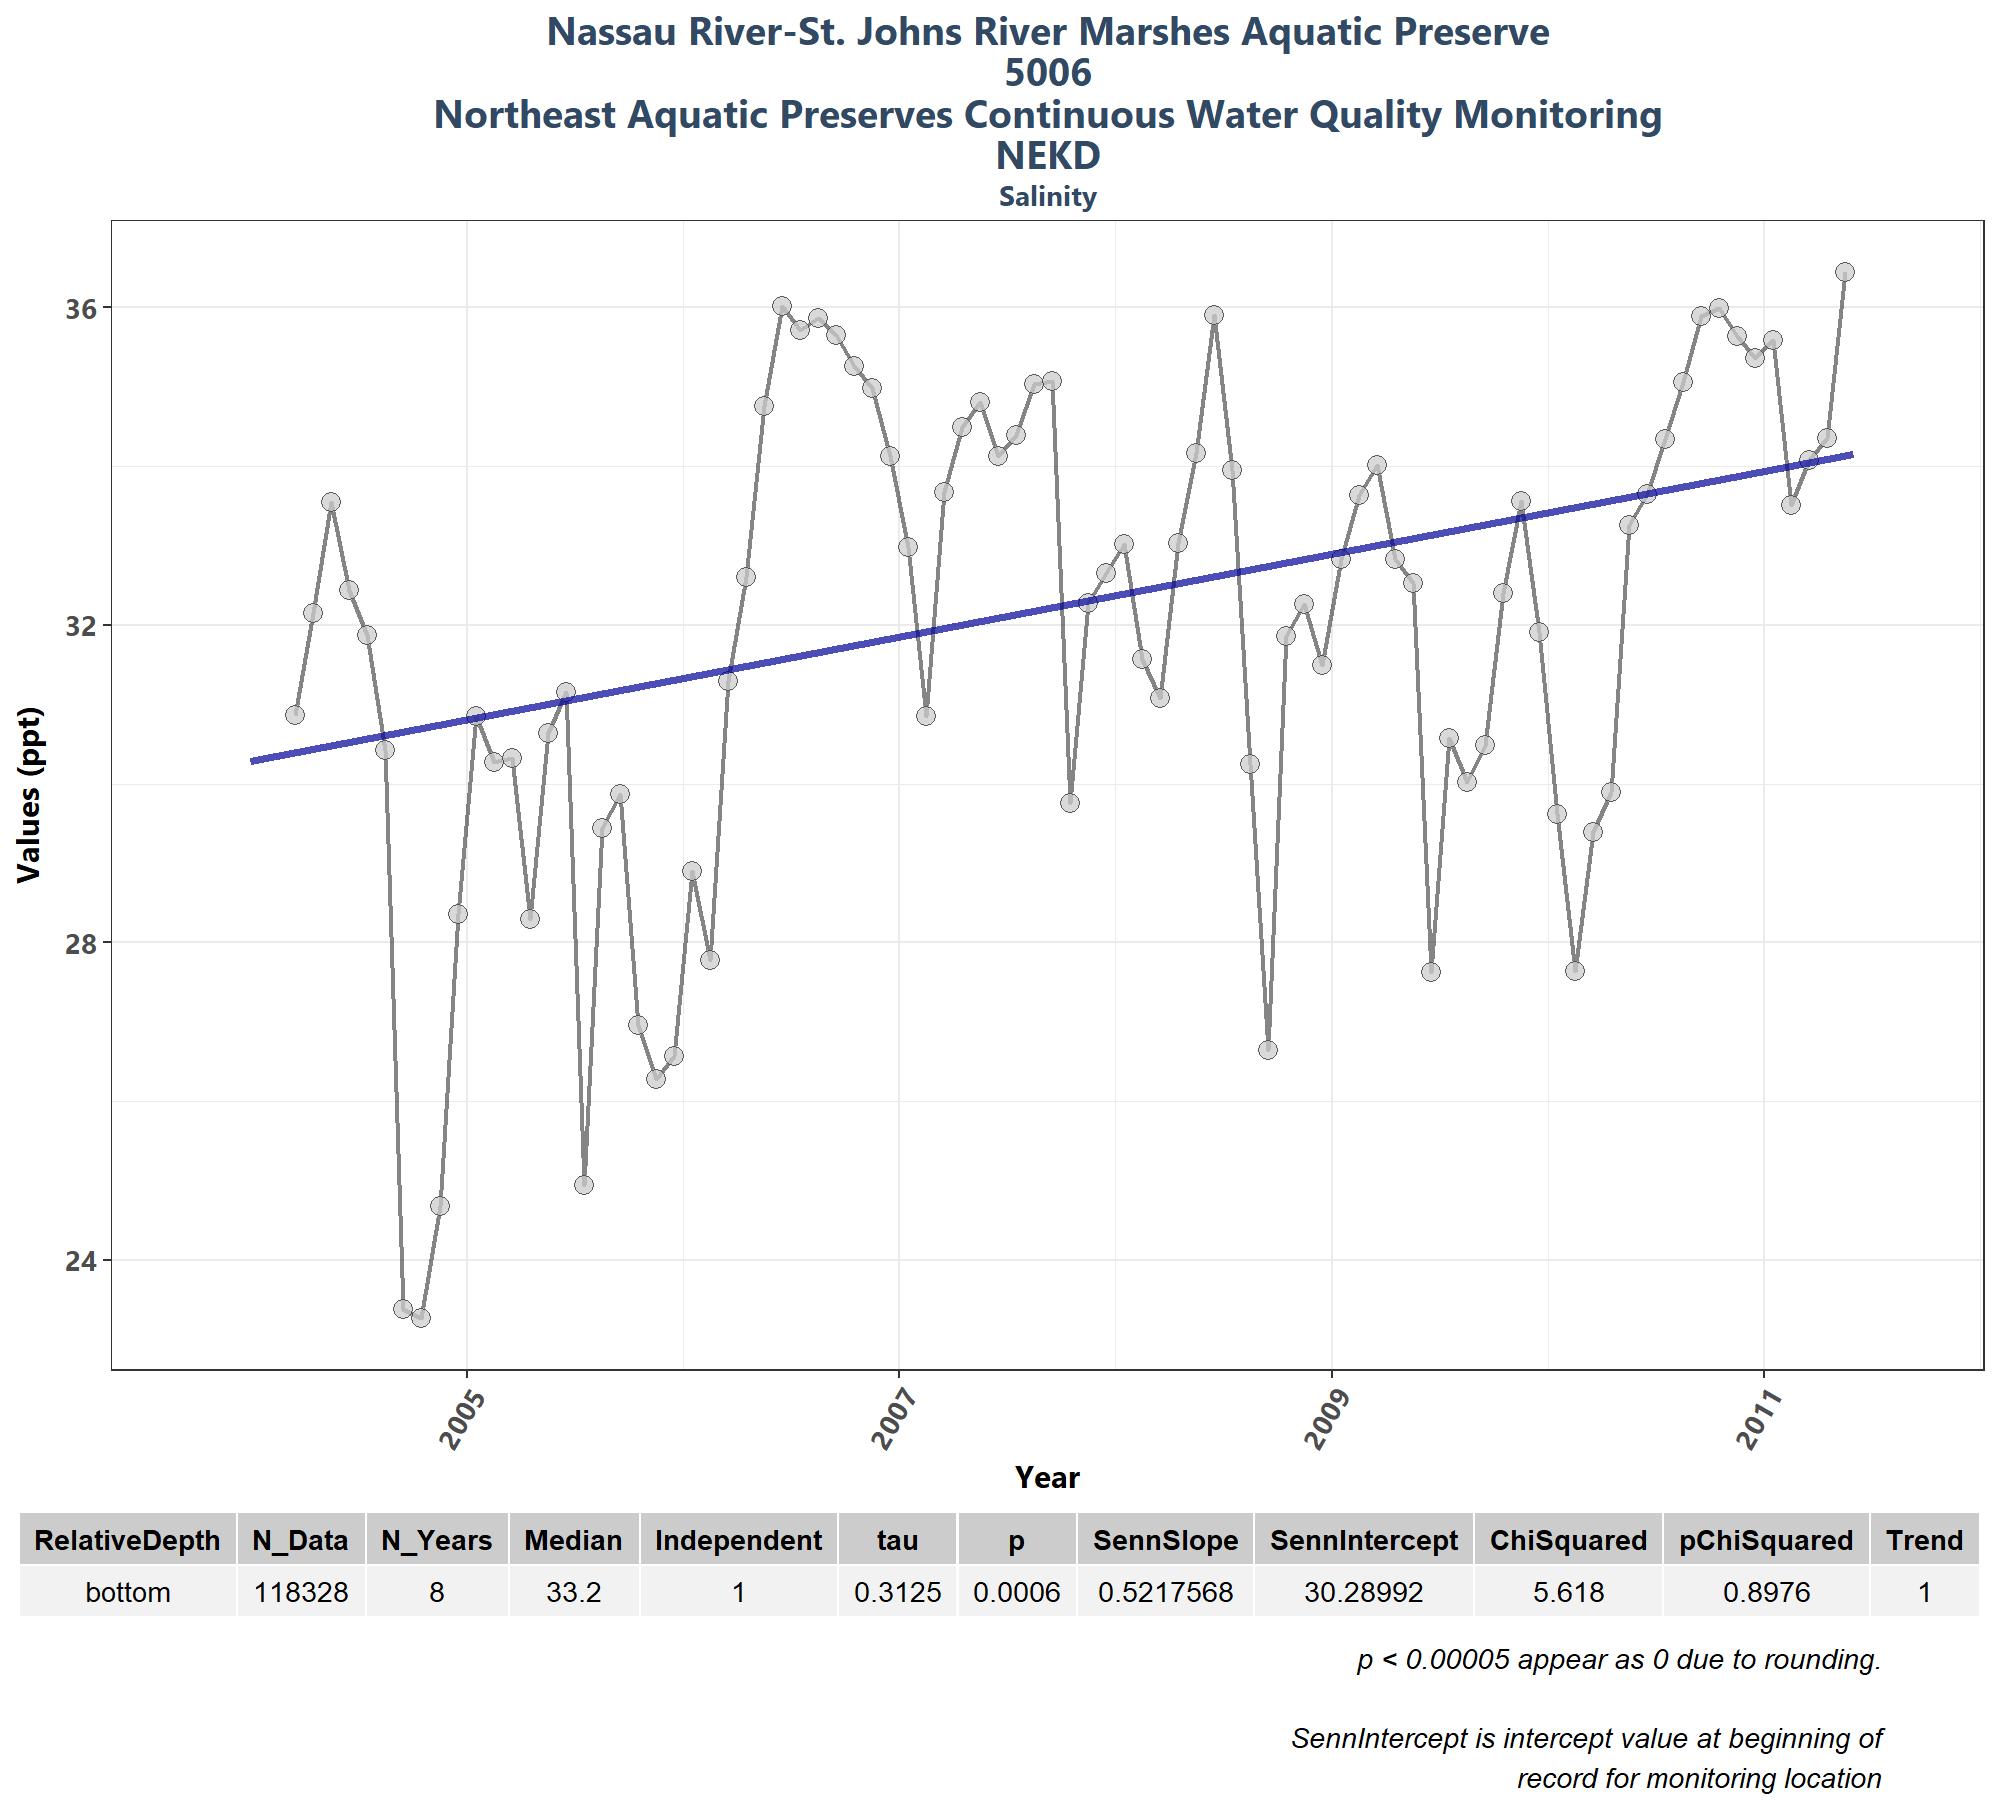 Nassau River-St. Johns River Marshes Aquatic Preserve
5006
Northeast Aquatic Preserves Continuous Water Quality Monitoring
NEKD
Salinity
36
32
28
24
Values (ppt)
2005 2007 2009 2011
Year
RelativeDepth N_Data N_Years Median Independent tau p SennSlope SennIntercept ChiSquared pChiSquared Trend
bottom 118328 8 33.2 1 0.3125 0.0006 0.5217568 30.28992 5.618 0.8976 1
p < 0.00005 appear as 0 due to rounding.
SennIntercept is intercept value at beginning of
record for monitoring location